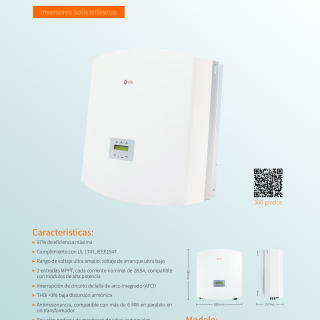 Inversores Solis trifásicos
solis
360 grados
Características:
97% de eficiencia máxima
Cumplimiento con UL 1741, IEEE1547
Rango de voltaje ultra amplio, voltaje de arranque ultra bajo
2 entradas MPPT, cada corriente nominal de 28.5A, compatible
con módulos de alta potencia
Interrupción de circuito de falla de arco integrado (AFCI)
THDi <3% baja distorsión armónica
Antiresonancia, compatible con más de 6 MW en paralelo en
un transformador
Modelo: